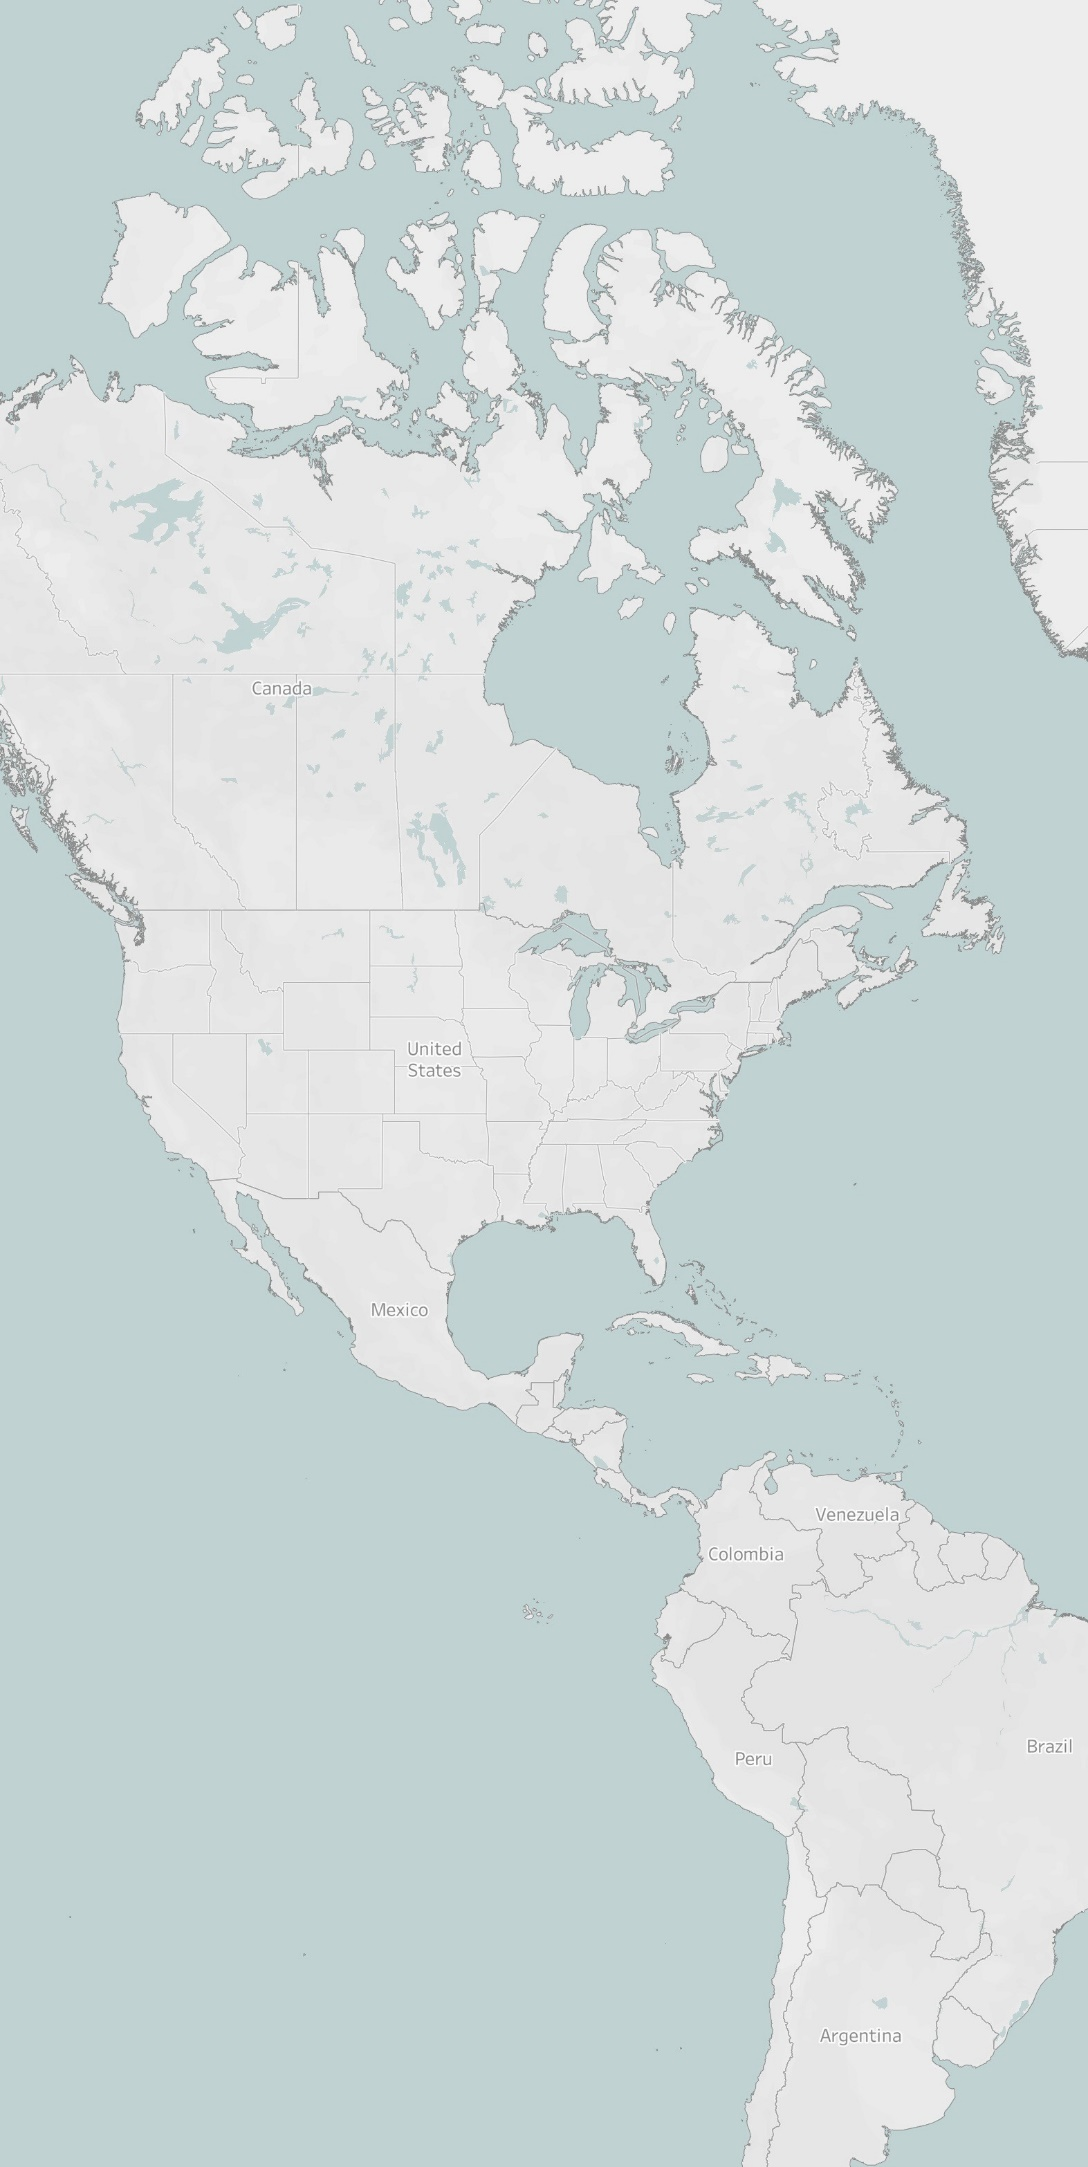 Canada
United
States
Mexico
Venezuela
Colombia
Brazil
Peru
Argentina